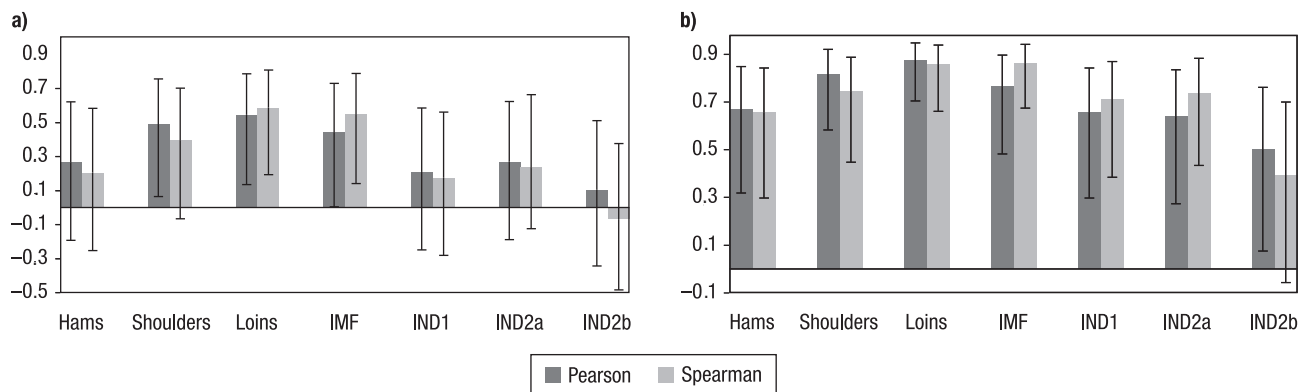 a)
0.9
0.7
0.5
0.3
0.1
–0.1
–0.3
–0.5
Hams Shoulders Loins IMF IND1 IND2a IND2b
b)
0.9
0.7
0.5
0.3
0.1
–0.1
Hams Shoulders Loins IMF IND1 IND2a IND2b
Pearson Spearman